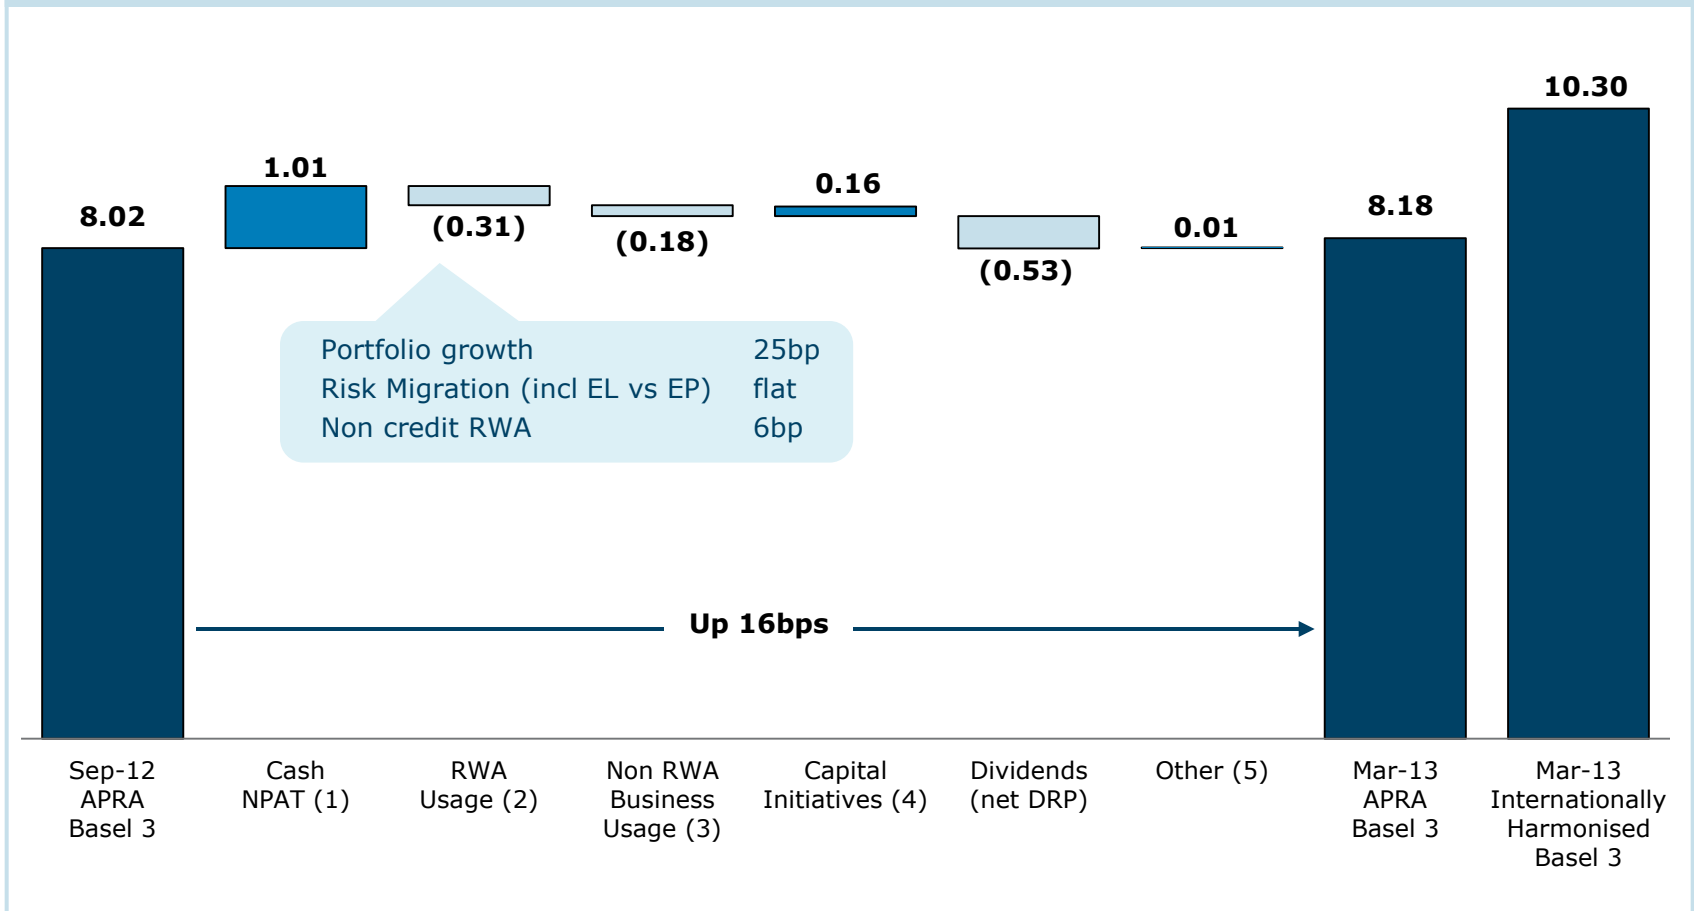 10.30
1.01
0.16
8.02
8.18
(0.31)
(0.18)
0.01
(0.53)
Portfolio growth 25bp
Risk Migration (incl EL vs EP) flat
Non credit RWA 6bp
Up 16bps
Sep-12
APRA
Basel 3
Cash
NPAT (1)
RWA
Usage (2)
Non RWA
Business
Usage (3)
Capital
Initiatives (4)
Dividends
(net DRP)
Other (5)
Mar-13
APRA
Basel 3
Mar-13
Internationally
Harmonised
Basel 3